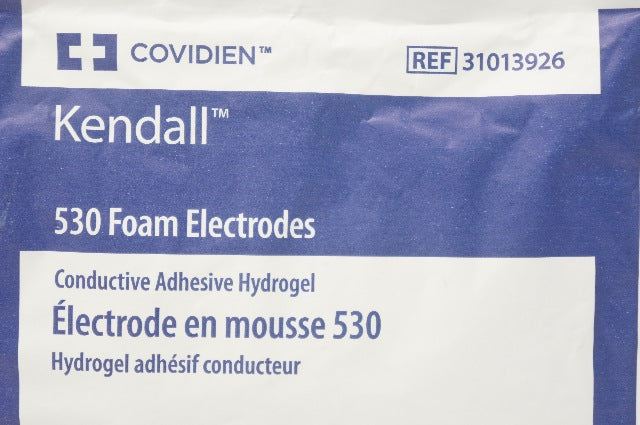 COVIDIEN™
REF 31013926
Kendall™
530 Foam Electrodes
Conductive Adhesive Hydrogel
Électrode en mousse 530
Hydrogel adhésif conducteur